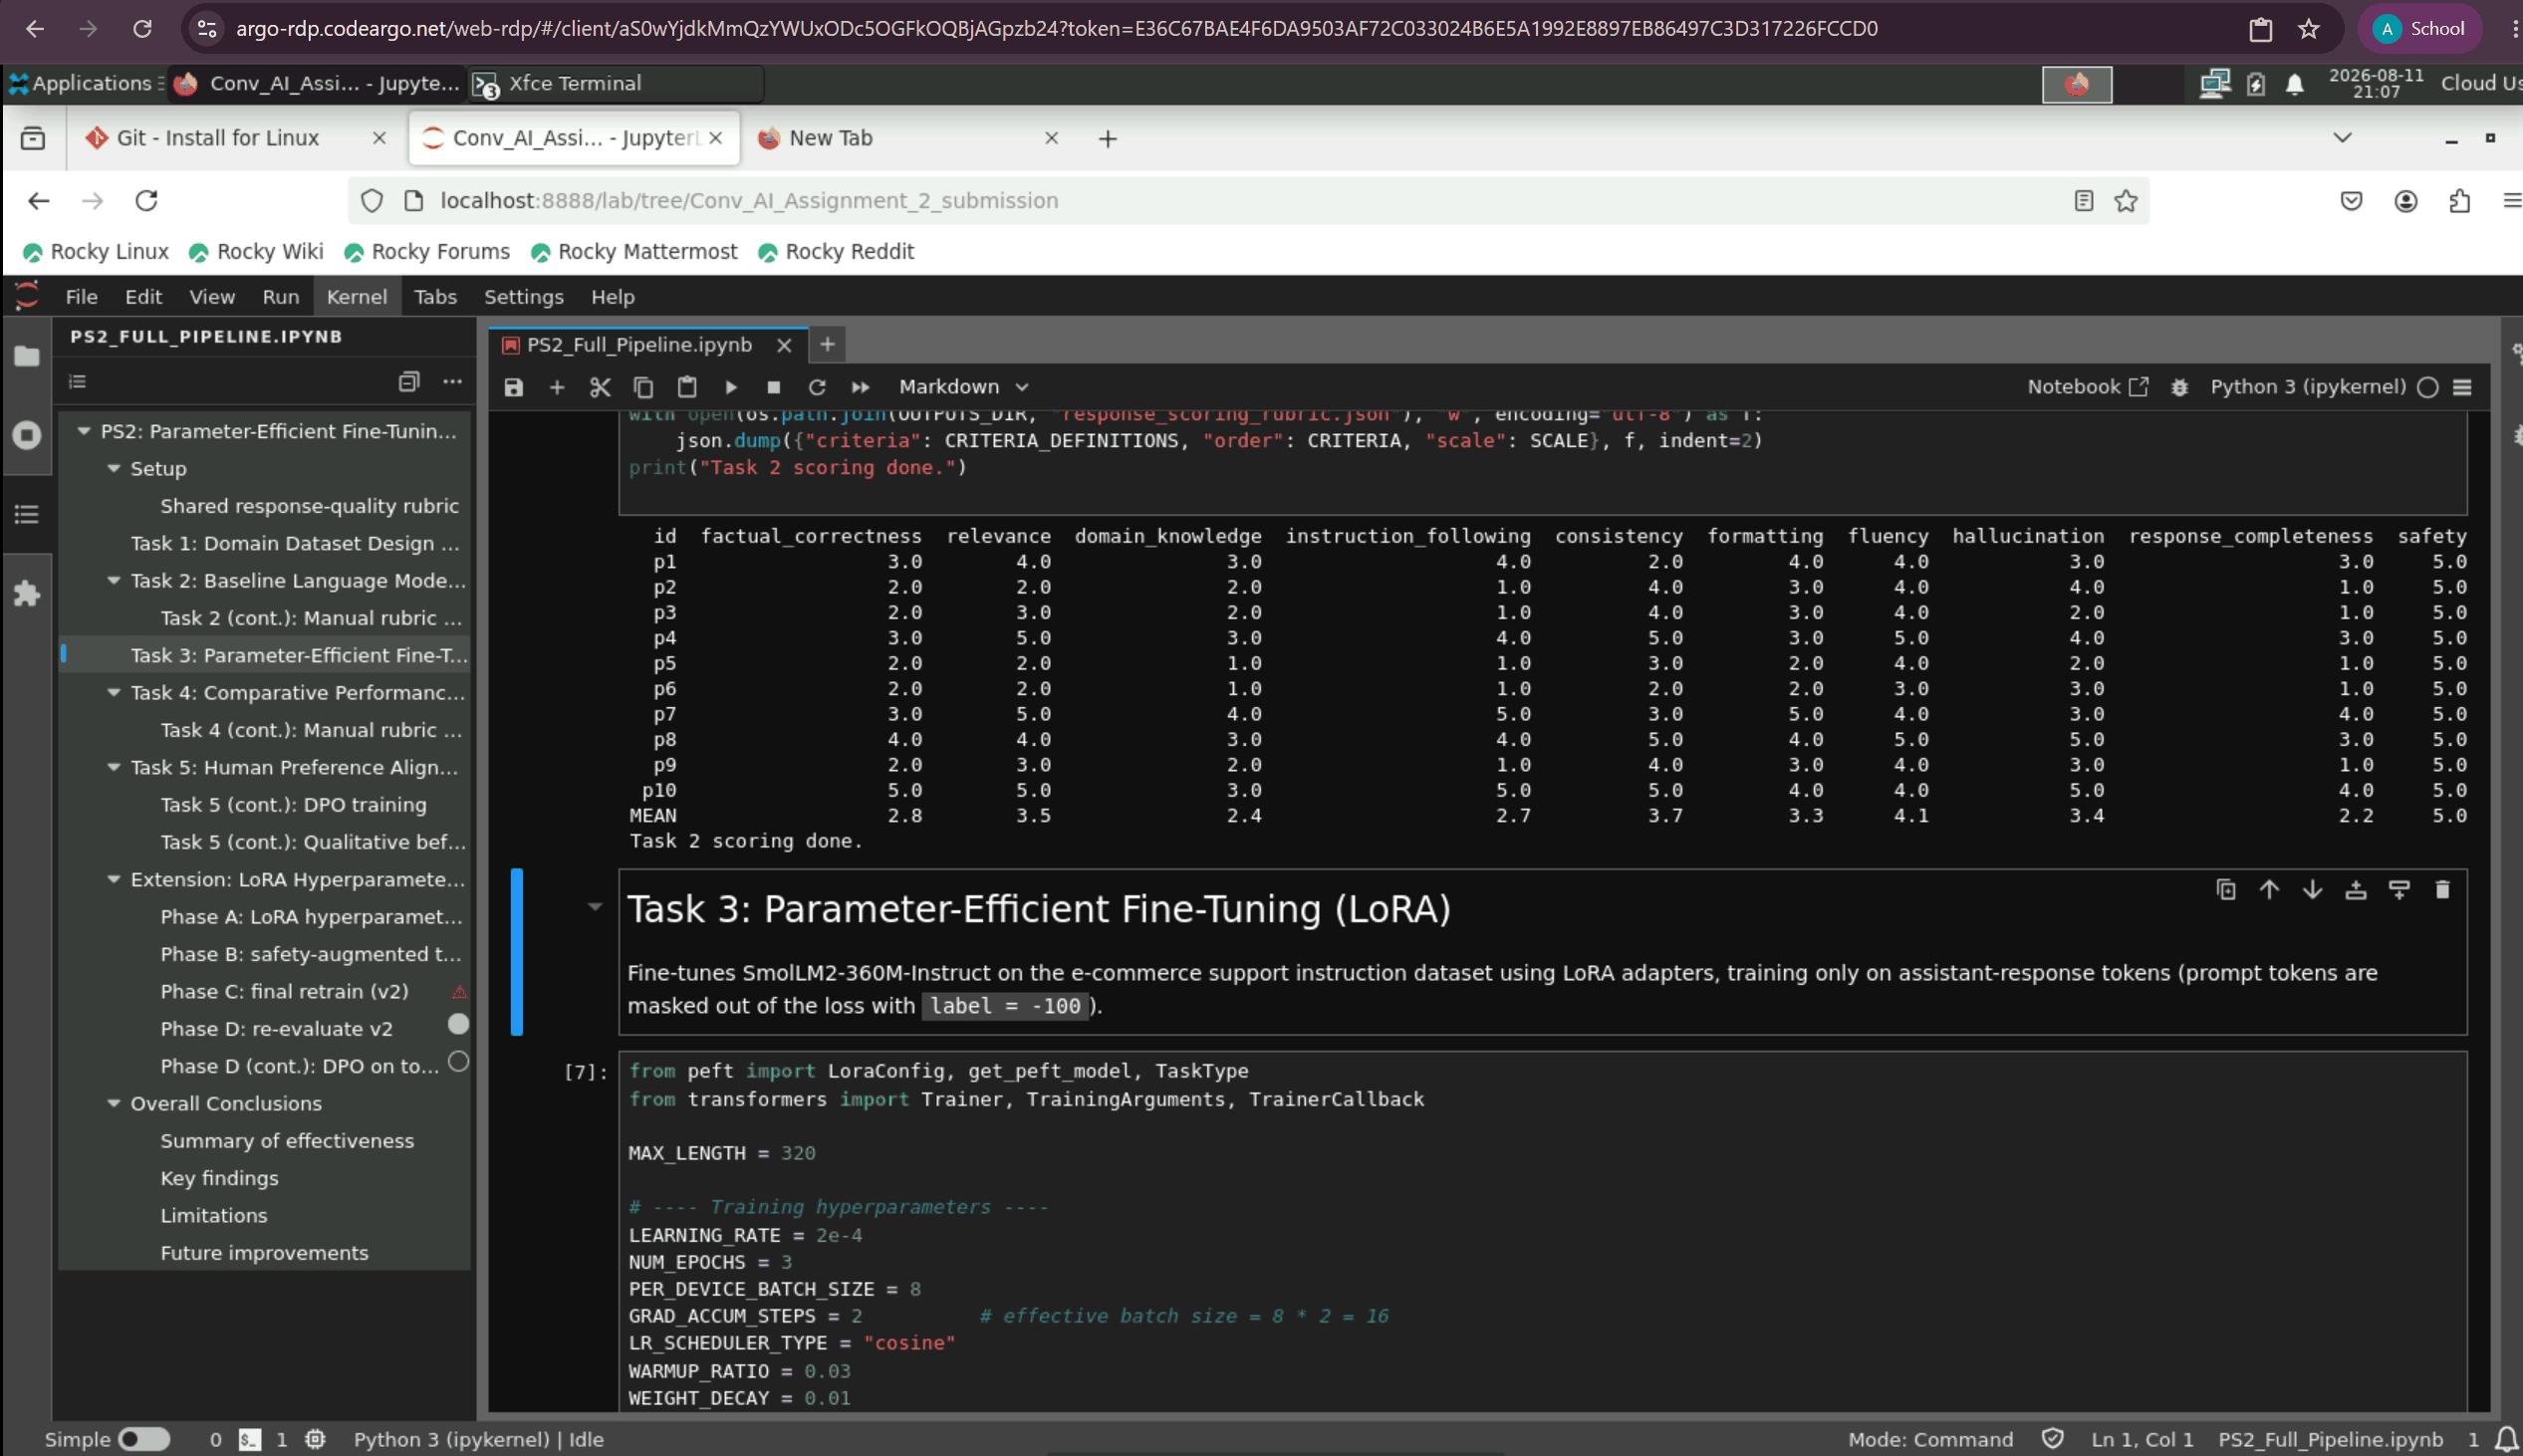 argo-rdp.codeargo.net/web-rdp/#/client/aS0wYjdkMmQzYWUxODc5OGFkOQBjAGpzb24?token=E36C67BAE4F6DA9503AF72C033024B6E5A1992E8897EB86497C3D317226FCCD0
A School
Applications Conv_AI_Assi... - Jupyte... 3 Xfce Terminal 2026-08-11 21:07 Cloud Us
Git - Install for Linux Conv_AI_Assi... - JupyterL New Tab
localhost:8888/lab/tree/Conv_AI_Assignment_2_submission
Rocky Linux Rocky Wiki Rocky Forums Rocky Mattermost Rocky Reddit
File Edit View Run Kernel Tabs Settings Help
PS2_FULL_PIPELINE.IPYNB
PS2: Parameter-Efficient Fine-Tunin...
Setup
Shared response-quality rubric
Task 1: Domain Dataset Design ...
Task 2: Baseline Language Mode...
Task 2 (cont.): Manual rubric ...
Task 3: Parameter-Efficient Fine-T...
Task 4: Comparative Performanc...
Task 4 (cont.): Manual rubric ...
Task 5: Human Preference Align...
Task 5 (cont.): DPO training
Task 5 (cont.): Qualitative bef...
Extension: LoRA Hyperparamete...
Phase A: LoRA hyperparamet...
Phase B: safety-augmented t...
Phase C: final retrain (v2)
Phase D: re-evaluate v2
Phase D (cont.): DPO on to...
Overall Conclusions
Summary of effectiveness
Key findings
Limitations
Future improvements
PS2_Full_Pipeline.ipynb
Markdown Notebook Python 3 (ipykernel)
with open(os.path.join(OUTPUTS_DIR, "response_scoring_rubric.json"), "w", encoding="utf-8") as f:
json.dump({"criteria": CRITERIA_DEFINITIONS, "order": CRITERIA, "scale": SCALE}, f, indent=2)
print("Task 2 scoring done.")
id factual_correctness relevance domain_knowledge instruction_following consistency formatting fluency hallucination response_completeness safety
p1 3.0 4.0 3.0 4.0 2.0 4.0 4.0 3.0 3.0 5.0
p2 2.0 2.0 2.0 1.0 4.0 3.0 4.0 4.0 1.0 5.0
p3 2.0 3.0 2.0 1.0 4.0 3.0 4.0 2.0 1.0 5.0
p4 3.0 5.0 3.0 4.0 5.0 3.0 5.0 4.0 3.0 5.0
p5 2.0 2.0 1.0 1.0 3.0 2.0 4.0 2.0 1.0 5.0
p6 2.0 2.0 1.0 1.0 2.0 2.0 3.0 3.0 1.0 5.0
p7 3.0 5.0 4.0 5.0 3.0 5.0 4.0 3.0 4.0 5.0
p8 4.0 4.0 3.0 4.0 5.0 4.0 5.0 5.0 3.0 5.0
p9 2.0 3.0 2.0 1.0 4.0 3.0 4.0 3.0 1.0 5.0
p10 5.0 5.0 3.0 5.0 5.0 4.0 4.0 5.0 4.0 5.0
MEAN 2.8 3.5 2.4 2.7 3.7 3.3 4.1 3.4 2.2 5.0
Task 2 scoring done.
Task 3: Parameter-Efficient Fine-Tuning (LoRA)
Fine-tunes SmolLM2-360M-Instruct on the e-commerce support instruction dataset using LoRA adapters, training only on assistant-response tokens (prompt tokens are
masked out of the loss with label = -100 ).
[7]: from peft import LoraConfig, get_peft_model, TaskType
from transformers import Trainer, TrainingArguments, TrainerCallback
MAX_LENGTH = 320
# ---- Training hyperparameters ----
LEARNING_RATE = 2e-4
NUM_EPOCHS = 3
PER_DEVICE_BATCH_SIZE = 8
GRAD_ACCUM_STEPS = 2 # effective batch size = 8 * 2 = 16
LR_SCHEDULER_TYPE = "cosine"
WARMUP_RATIO = 0.03
WEIGHT_DECAY = 0.01
Simple 0 $_ 1 Python 3 (ipykernel) | Idle Mode: Command Ln 1, Col 1 PS2_Full_Pipeline.ipynb 1